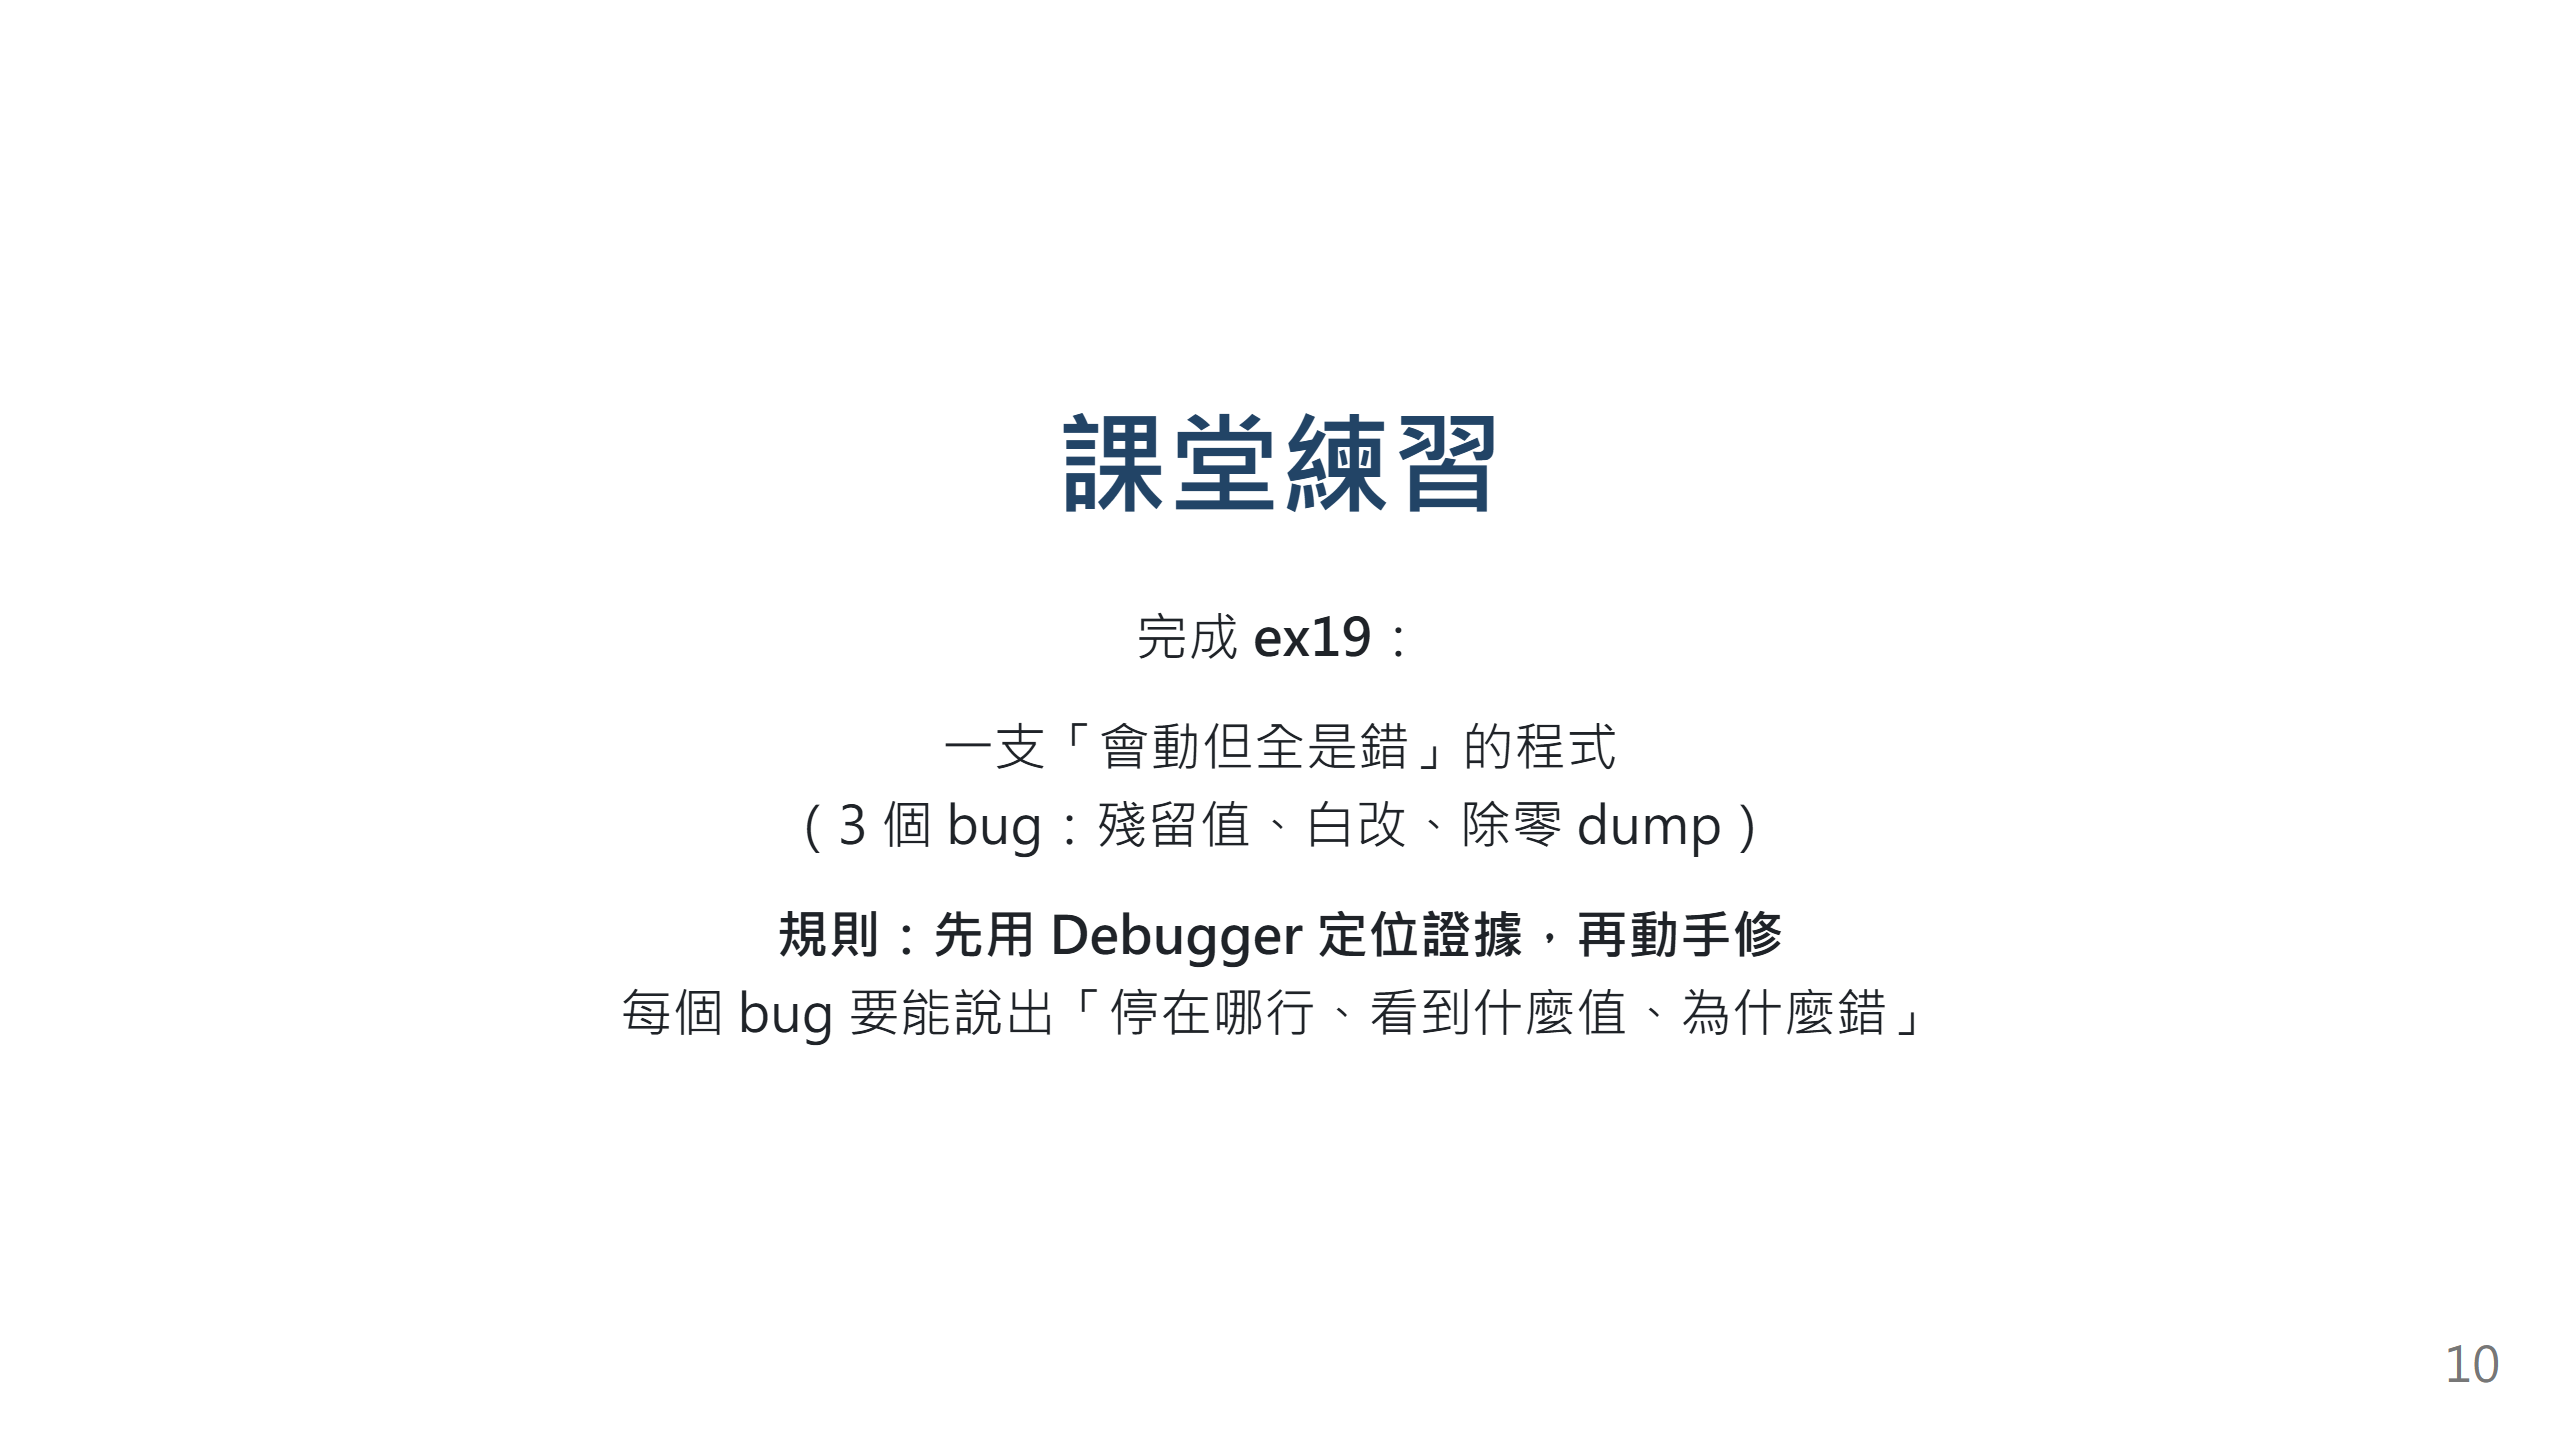 課堂練習
完成 ex19：
一支「會動但全是錯」的程式
（3 個 bug：殘留值、白改、除零 dump）
規則：先用 Debugger 定位證據，再動手修
每個 bug 要能說出「停在哪行、看到什麼值、為什麼錯」
10